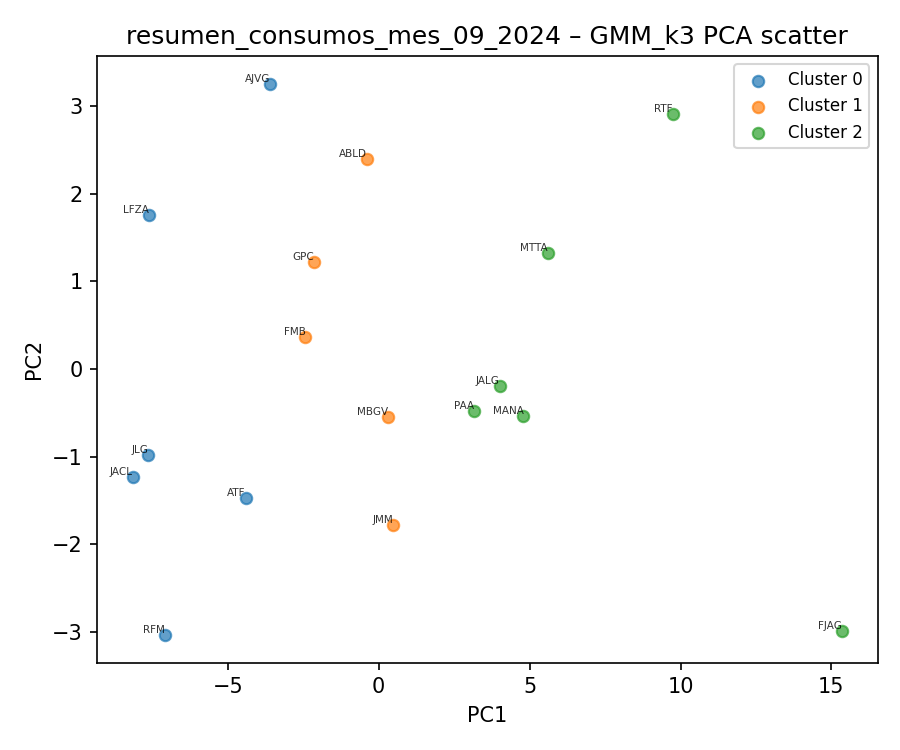 resumen_consumos_mes_09_2024 – GMM_k3 PCA scatter
Cluster 0
Cluster 1
Cluster 2
AJVG
RTF
ABLD
LFZA
MTTA
GPC
FMB
JALG
PAA
MANA
MBGV
JLG
JACL
ATF
JMM
FJAG
RFM
3
2
1
0
−1
−2
−3
PC2
−5
0
5
10
15
PC1